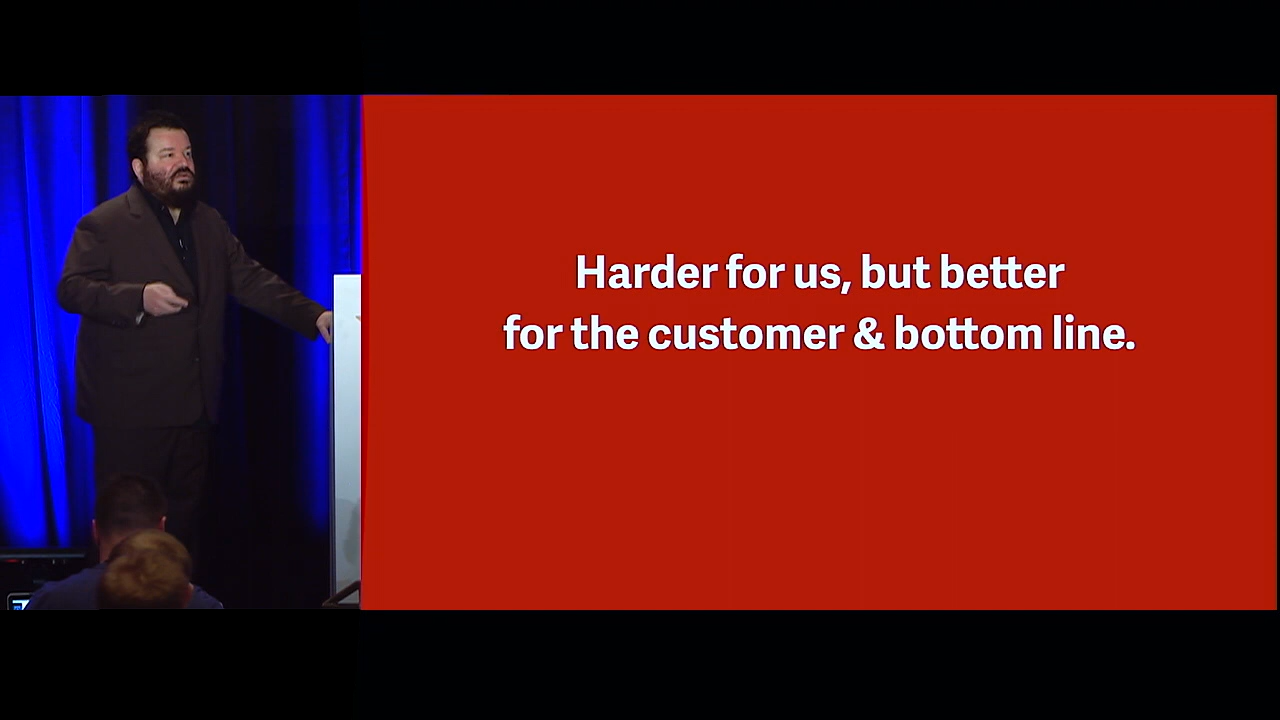 Harder for us, but better
for the customer & bottom line.